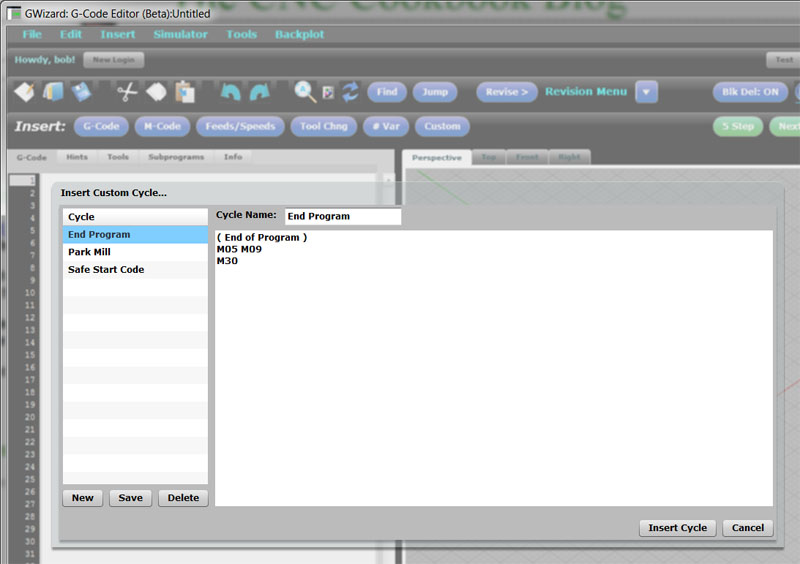 GWizard: G-Code Editor (Beta):Untitled
The CNC Cookbook Blog
File Edit Insert Simulator Tools Backplot
Howdy, bob! New Login Test
Find Jump Revise > Revision Menu Blk Del: ON
Insert: G-Code M-Code Feeds/Speeds Tool Chng # Var Custom 5 Step Next
G-Code Hints Tools Subprograms Info Perspective Top Front Right
1
2
3
4
5
6
7
8
9
10
11
12
13
14
15
16
17
18
19
20
21
22
23
24
25
26
27
28
29
30
31
Insert Custom Cycle...
Cycle
End Program
Park Mill
Safe Start Code
New Save Delete
Cycle Name: End Program
( End of Program )
M05 M09
M30
Insert Cycle Cancel